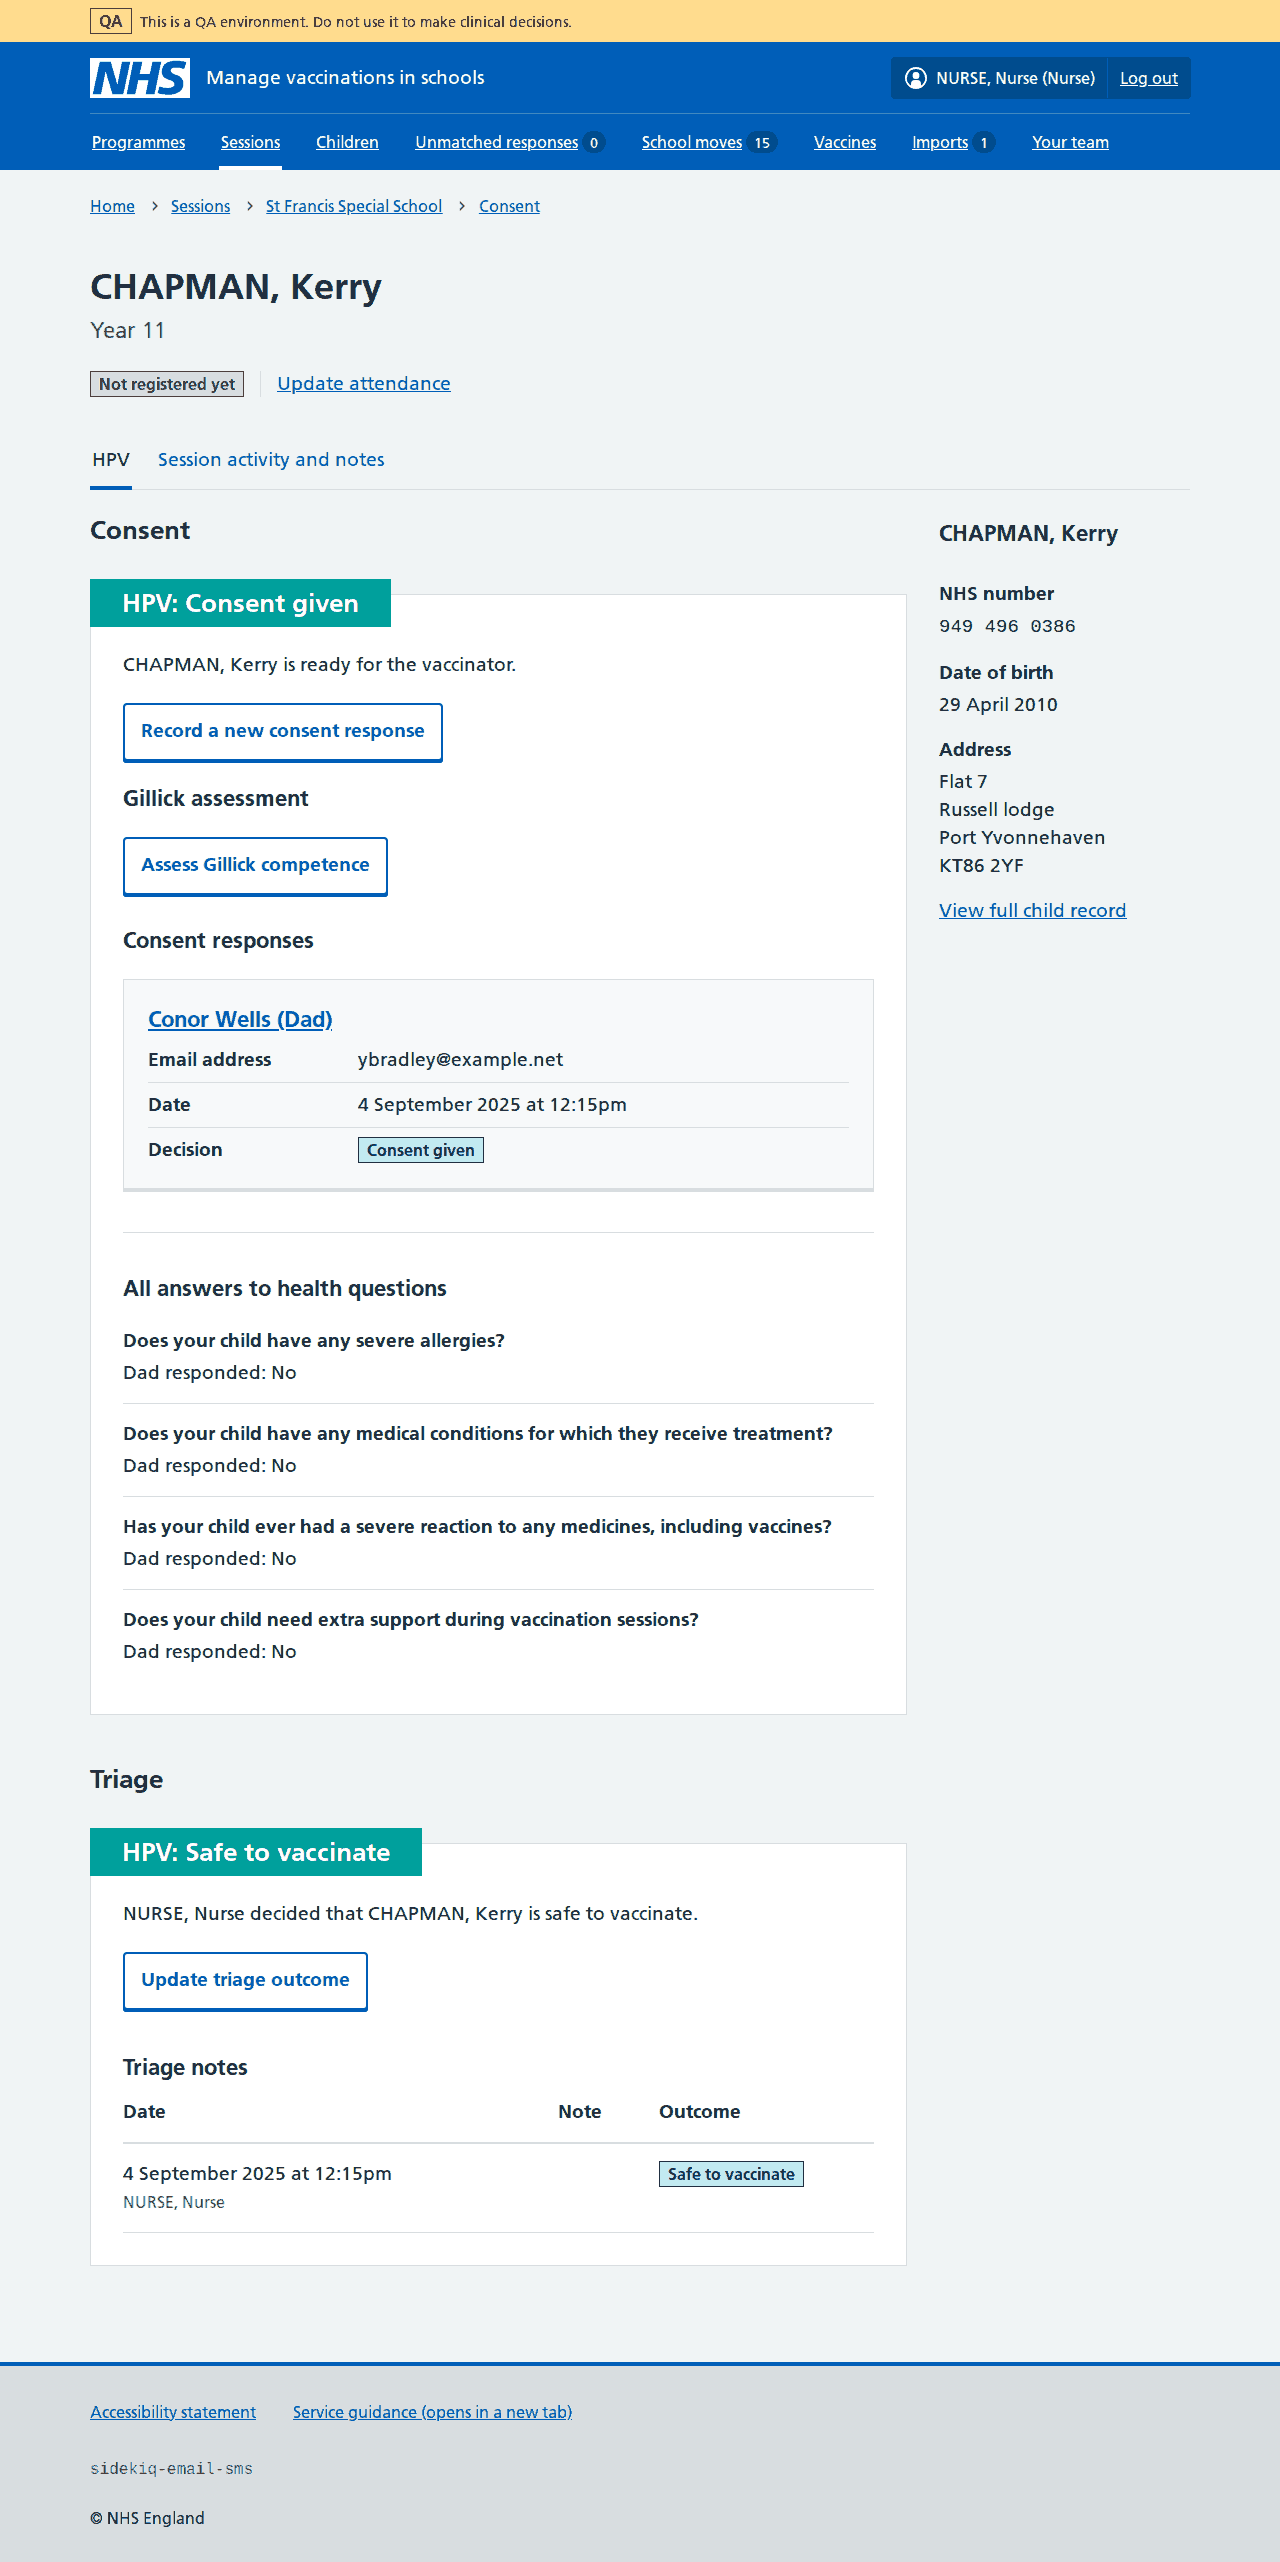 QA This is a QA environment. Do not use it to make clinical decisions.
NHS Manage vaccinations in schools NURSE, Nurse (Nurse) Log out
Programmes Sessions Children Unmatched responses 0 School moves 15 Vaccines Imports 1 Your team
Home Sessions St Francis Special School Consent
CHAPMAN, Kerry
Year 11
Not registered yet Update attendance
HPV Session activity and notes
Consent
HPV: Consent given
CHAPMAN, Kerry is ready for the vaccinator.
Record a new consent response
Gillick assessment
Assess Gillick competence
Consent responses
Conor Wells (Dad)
Email address ybradley@example.net
Date 4 September 2025 at 12:15pm
Decision Consent given
All answers to health questions
Does your child have any severe allergies?
Dad responded: No
Does your child have any medical conditions for which they receive treatment?
Dad responded: No
Has your child ever had a severe reaction to any medicines, including vaccines?
Dad responded: No
Does your child need extra support during vaccination sessions?
Dad responded: No
CHAPMAN, Kerry
NHS number
949 496 0386
Date of birth
29 April 2010
Address
Flat 7
Russell lodge
Port Yvonnehaven
KT86 2YF
View full child record
Triage
HPV: Safe to vaccinate
NURSE, Nurse decided that CHAPMAN, Kerry is safe to vaccinate.
Update triage outcome
Triage notes
Date Note Outcome
4 September 2025 at 12:15pm Safe to vaccinate
NURSE, Nurse
Accessibility statement Service guidance (opens in a new tab)
sidekiq-email-sms
© NHS England